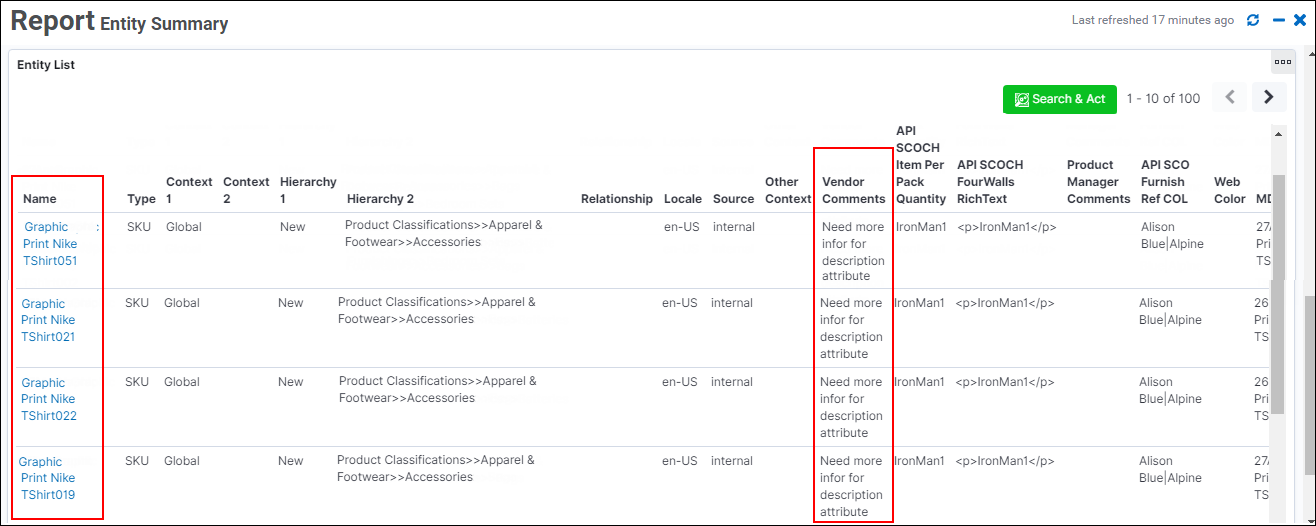 Report Entity Summary
Last refreshed 17 minutes ago
Entity List
Search & Act
1 - 10 of 100
Name
Type
Context
1
Context
2
Hierarchy
1
Hierarchy 2
Relationship
Locale
Source
Other
Context
Vendor
Comments
API
SCOCH
Item Per
Pack
Quantity
API SCOCH
FourWalls
RichText
Product
Manager
Comments
API SCO
Furnish
Ref COL
Web
Color
MD
Graphic
Print Nike
TShirt051
:
SKU
Global
New
Product Classifications>>Apparel &
Footwear>>Accessories
en-US
internal
Need more
infor for
description
attribute
IronMan1
<p>IronMan1</p>
Alison
Blue|Alpine
27/
Pri
TS
Graphic
Print Nike
TShirt021
SKU
Global
New
Product Classifications>>Apparel &
Footwear>>Accessories
en-US
internal
Need more
infor for
description
attribute
IronMan1
<p>IronMan1</p>
Alison
Blue|Alpine
26
Pri
TS
Graphic
Print Nike
TShirt022
SKU
Global
New
Product Classifications>>Apparel &
Footwear>>Accessories
en-US
internal
Need more
infor for
description
attribute
IronMan1
<p>IronMan1</p>
Alison
Blue|Alpine
26
Pri
TS
Graphic
Print Nike
TShirt019
SKU
Global
New
Product Classifications>>Apparel &
Footwear>>Accessories
en-US
internal
Need more
infor for
description
attribute
IronMan1
<p>IronMan1</p>
Alison
Blue|Alpine
27/
Pri
TS